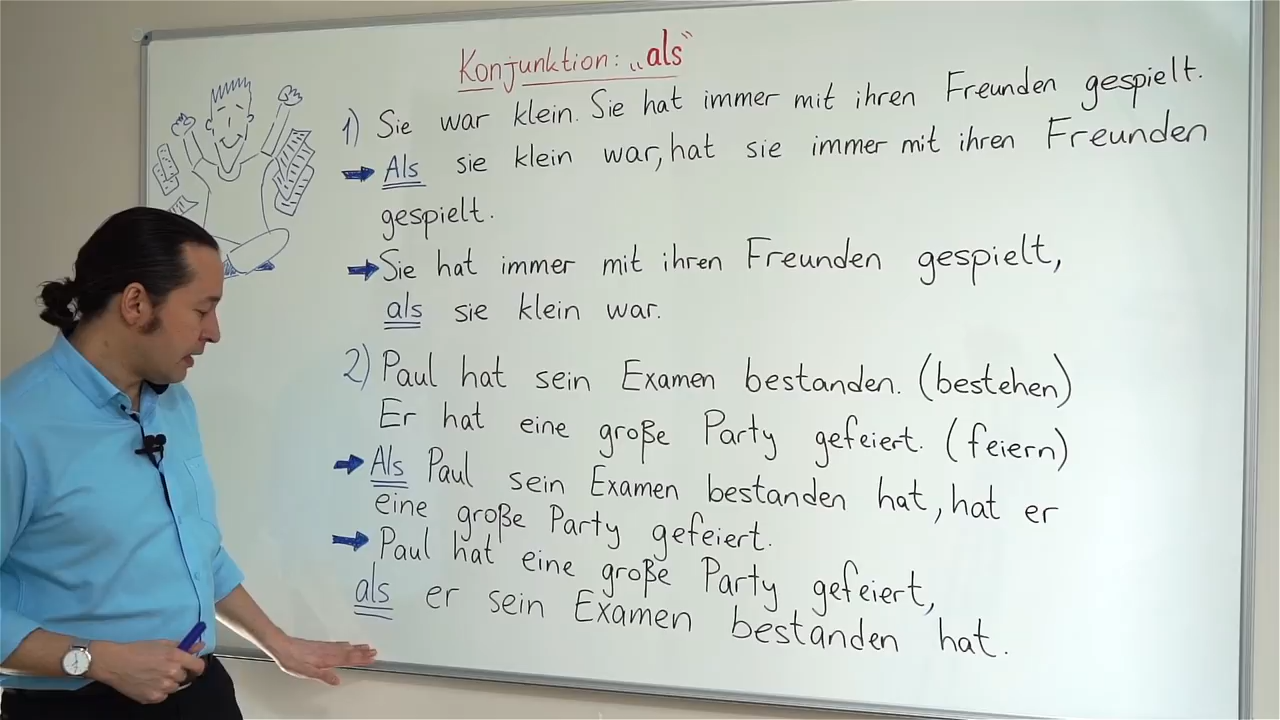 Konjunktion: „als“
1) Sie war klein. Sie hat immer mit ihren Freunden gespielt.
➡ Als sie klein war, hat sie immer mit ihren Freunden
gespielt.
➡ Sie hat immer mit ihren Freunden gespielt,
als sie klein war.
2) Paul hat sein Examen bestanden. (bestehen)
Er hat eine große Party gefeiert. (feiern)
➡ Als Paul sein Examen bestanden hat, hat er
eine große Party gefeiert.
➡ Paul hat eine große Party gefeiert,
als er sein Examen bestanden hat.